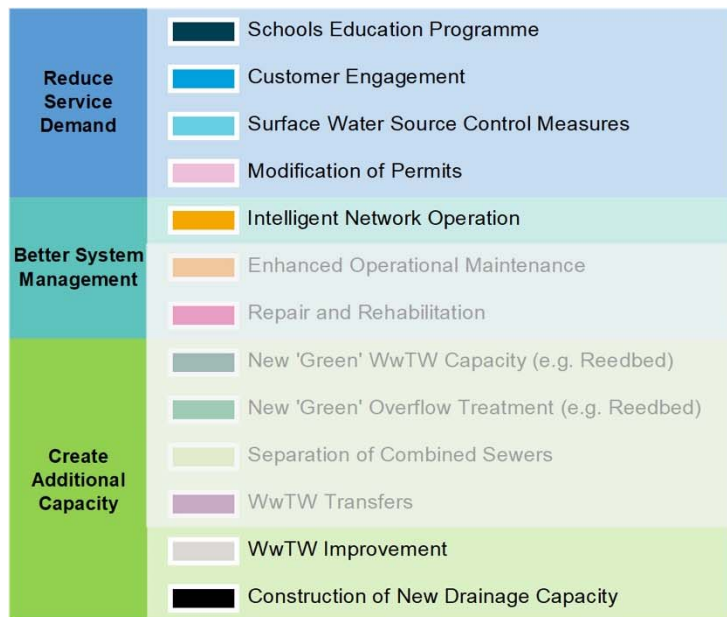 Reduce
Service
Demand
Schools Education Programme
Customer Engagement
Surface Water Source Control Measures
Modification of Permits
Better System
Management
Intelligent Network Operation
Enhanced Operational Maintenance
Repair and Rehabilitation
Create
Additional
Capacity
New 'Green' WwTW Capacity (e.g. Reedbed)
New 'Green' Overflow Treatment (e.g. Reedbed)
Separation of Combined Sewers
WwTW Transfers
WwTW Improvement
Construction of New Drainage Capacity